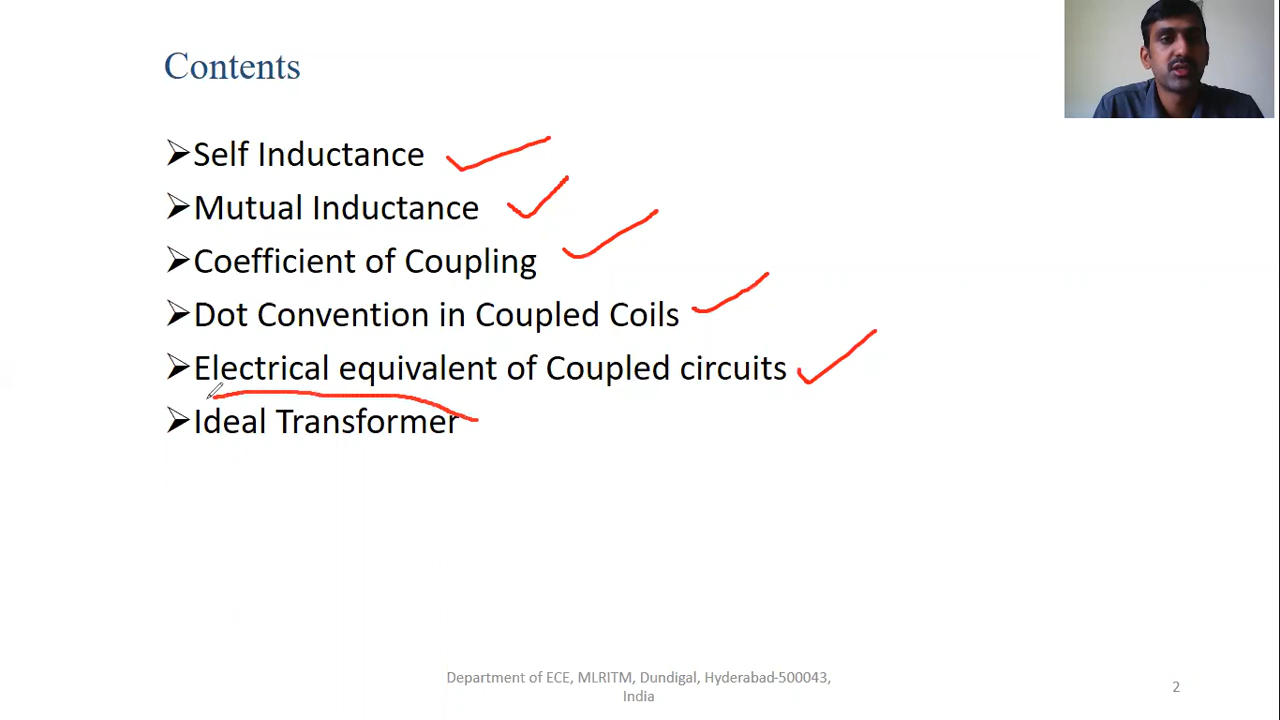 Contents
➢Self Inductance
➢Mutual Inductance
➢Coefficient of Coupling
➢Dot Convention in Coupled Coils
➢Electrical equivalent of Coupled circuits
➢Ideal Transformer
Department of ECE, MLRITM, Dundigal, Hyderabad-500043,
India
2